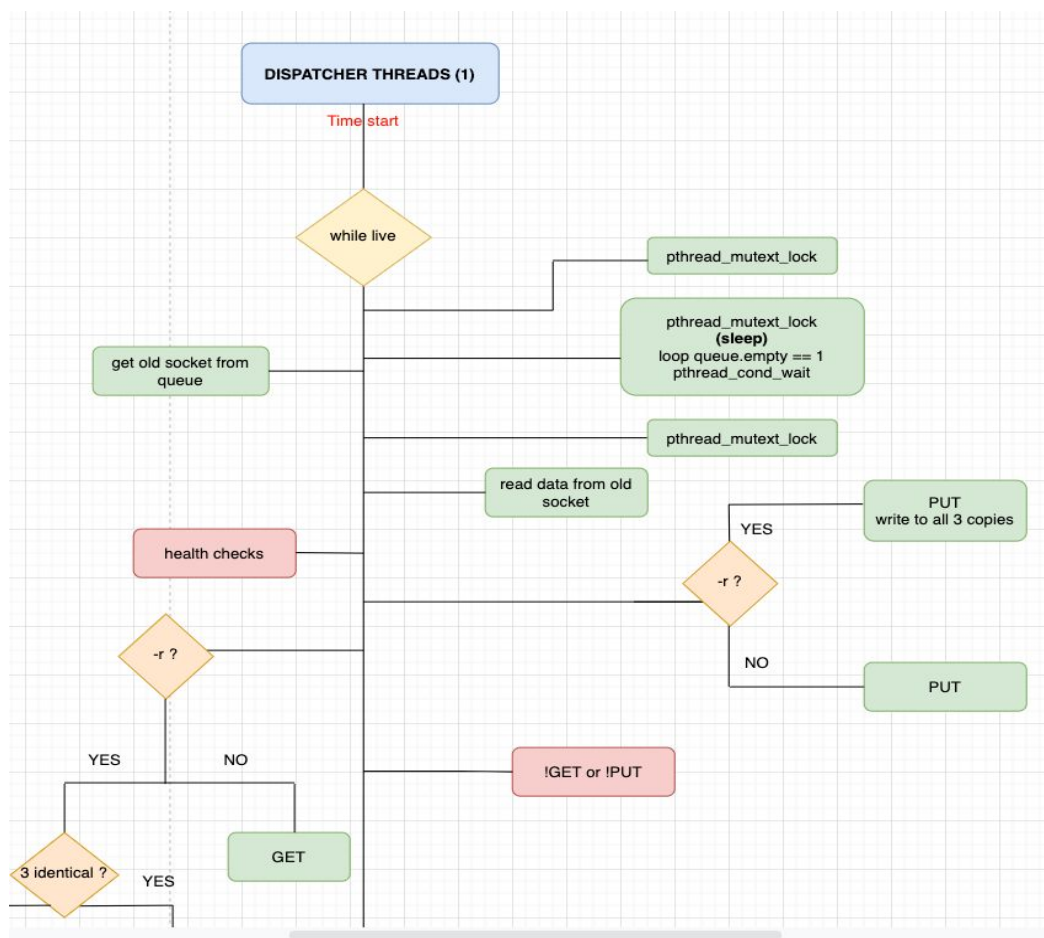 DISPATCHER THREADS (1)
Time start
while live
pthread_mutext_lock
pthread_mutext_lock
(sleep)
loop queue.empty == 1
pthread_cond_wait
get old socket from
queue
pthread_mutext_lock
read data from old
socket
PUT
write to all 3 copies
YES
health checks
-r ?
NO
PUT
-r ?
YES
NO
!GET or !PUT
GET
3 identical ?
YES